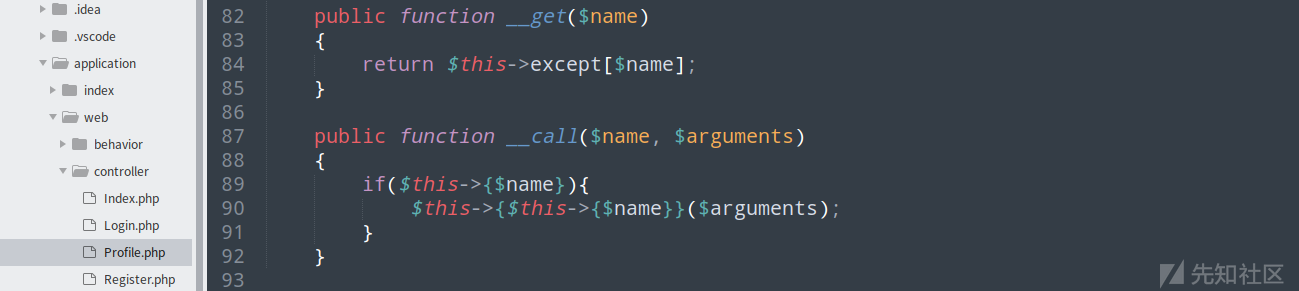 .idea
.vscode
application
index
web
behavior
controller
Index.php
Login.php
Profile.php
Register.php
82 public function __get($name)
83 {
84 return $this->except[$name];
85 }
86
87 public function __call($name, $arguments)
88 {
89 if($this->{$name}){
90 $this->{$this->{$name}}($arguments);
91 }
92 }
93
先知社区